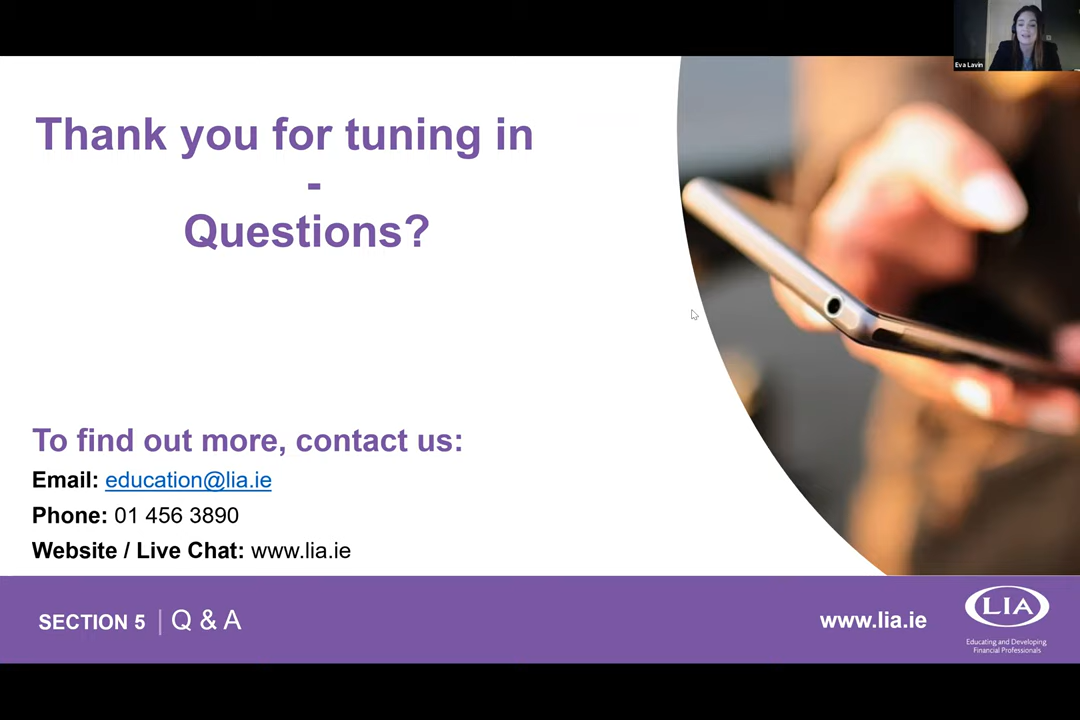 Eva Lavin
Thank you for tuning in
-
Questions?
To find out more, contact us:
Email: education@lia.ie
Phone: 01 456 3890
Website / Live Chat: www.lia.ie
SECTION 5 | Q & A
www.lia.ie
LIA
Educating and Developing
Financial Professionals